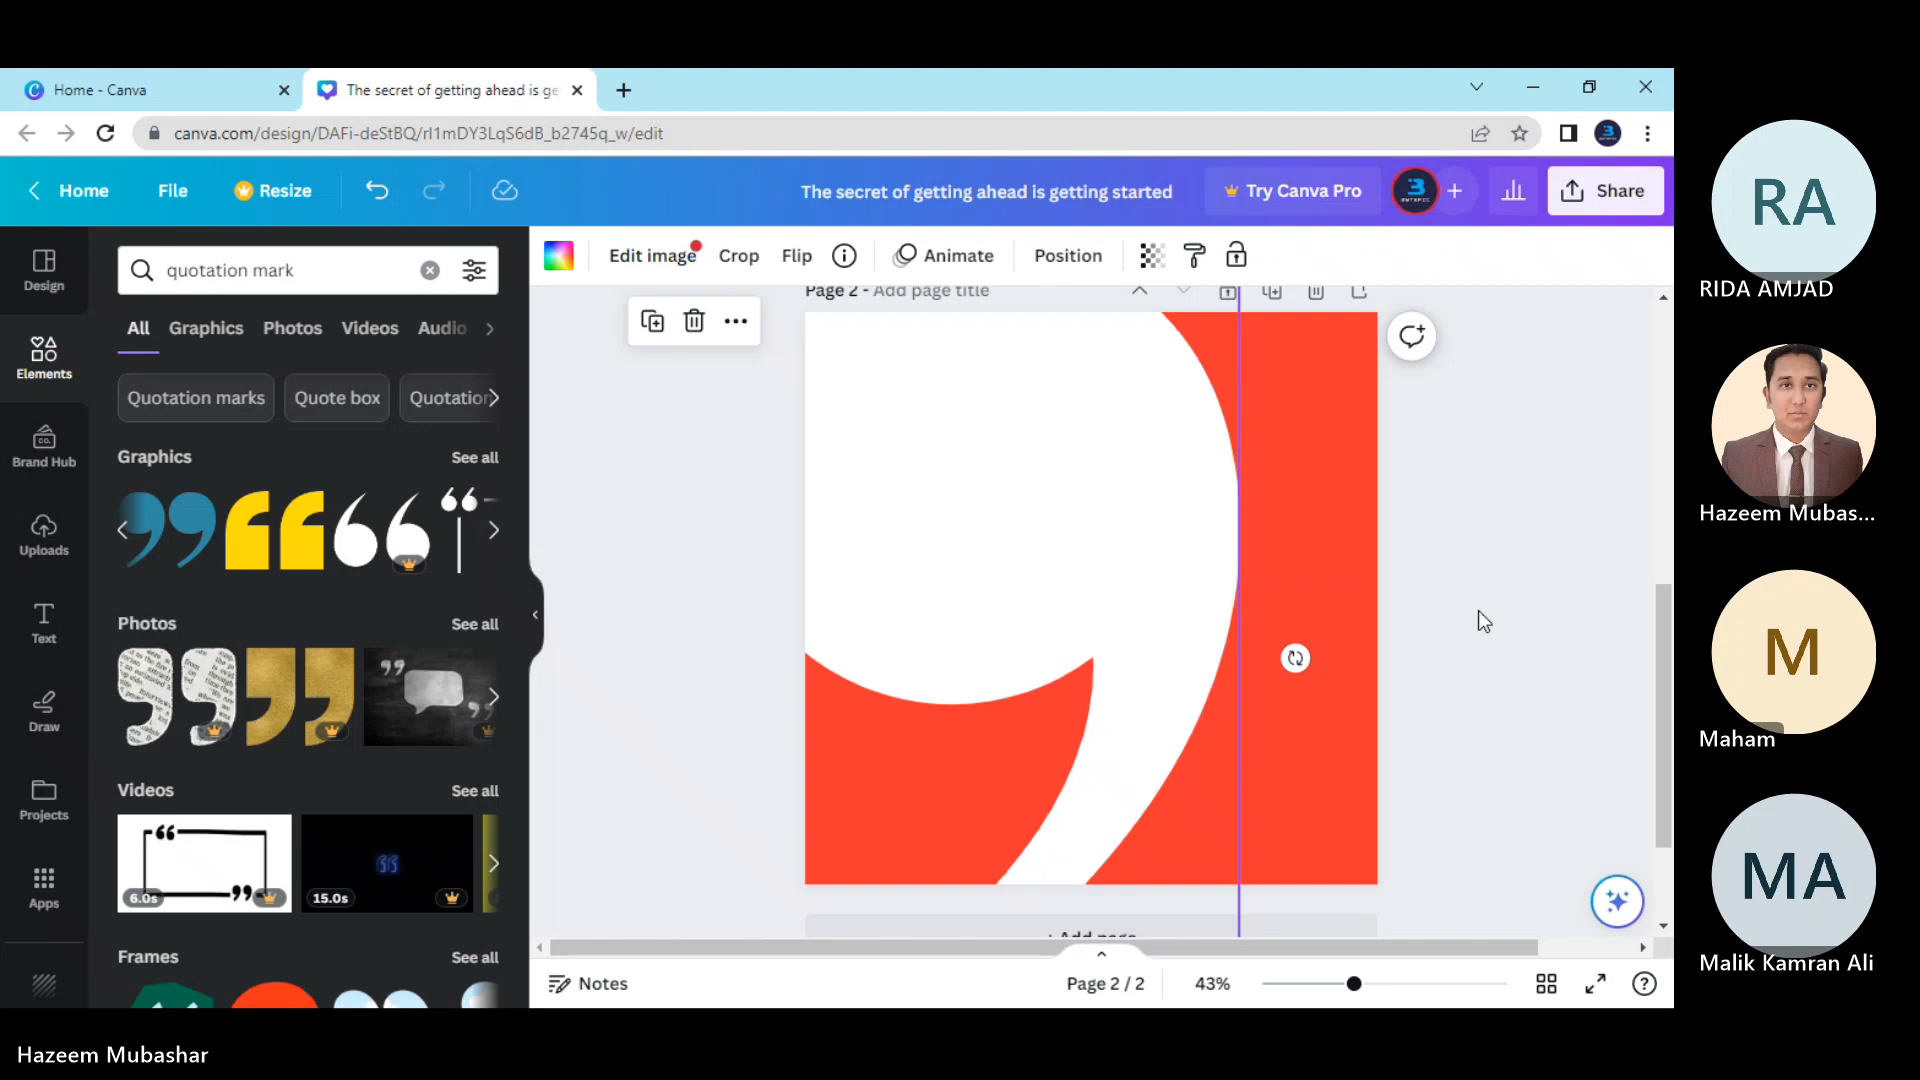 Home - Canva
The secret of getting ahead is ge
canva.com/design/DAFi-deStBQ/rI1mDY3LqS6dB_b2745q_w/edit
Home
File
Resize
The secret of getting ahead is getting started
Try Canva Pro
Share
Design
Elements
Brand Hub
Uploads
Text
Draw
Projects
Apps
quotation mark
All
Graphics
Photos
Videos
Audio
Quotation marks
Quote box
Quotation
Graphics
See all
Photos
See all
Videos
See all
6.0s
15.0s
Frames
See all
Edit image
Crop
Flip
Animate
Position
Page 2 - Add page title
+ Add page
Notes
Page 2 / 2
43%
RA
RIDA AMJAD
Hazeem Mubas...
M
Maham
MA
Malik Kamran Ali
Hazeem Mubashar